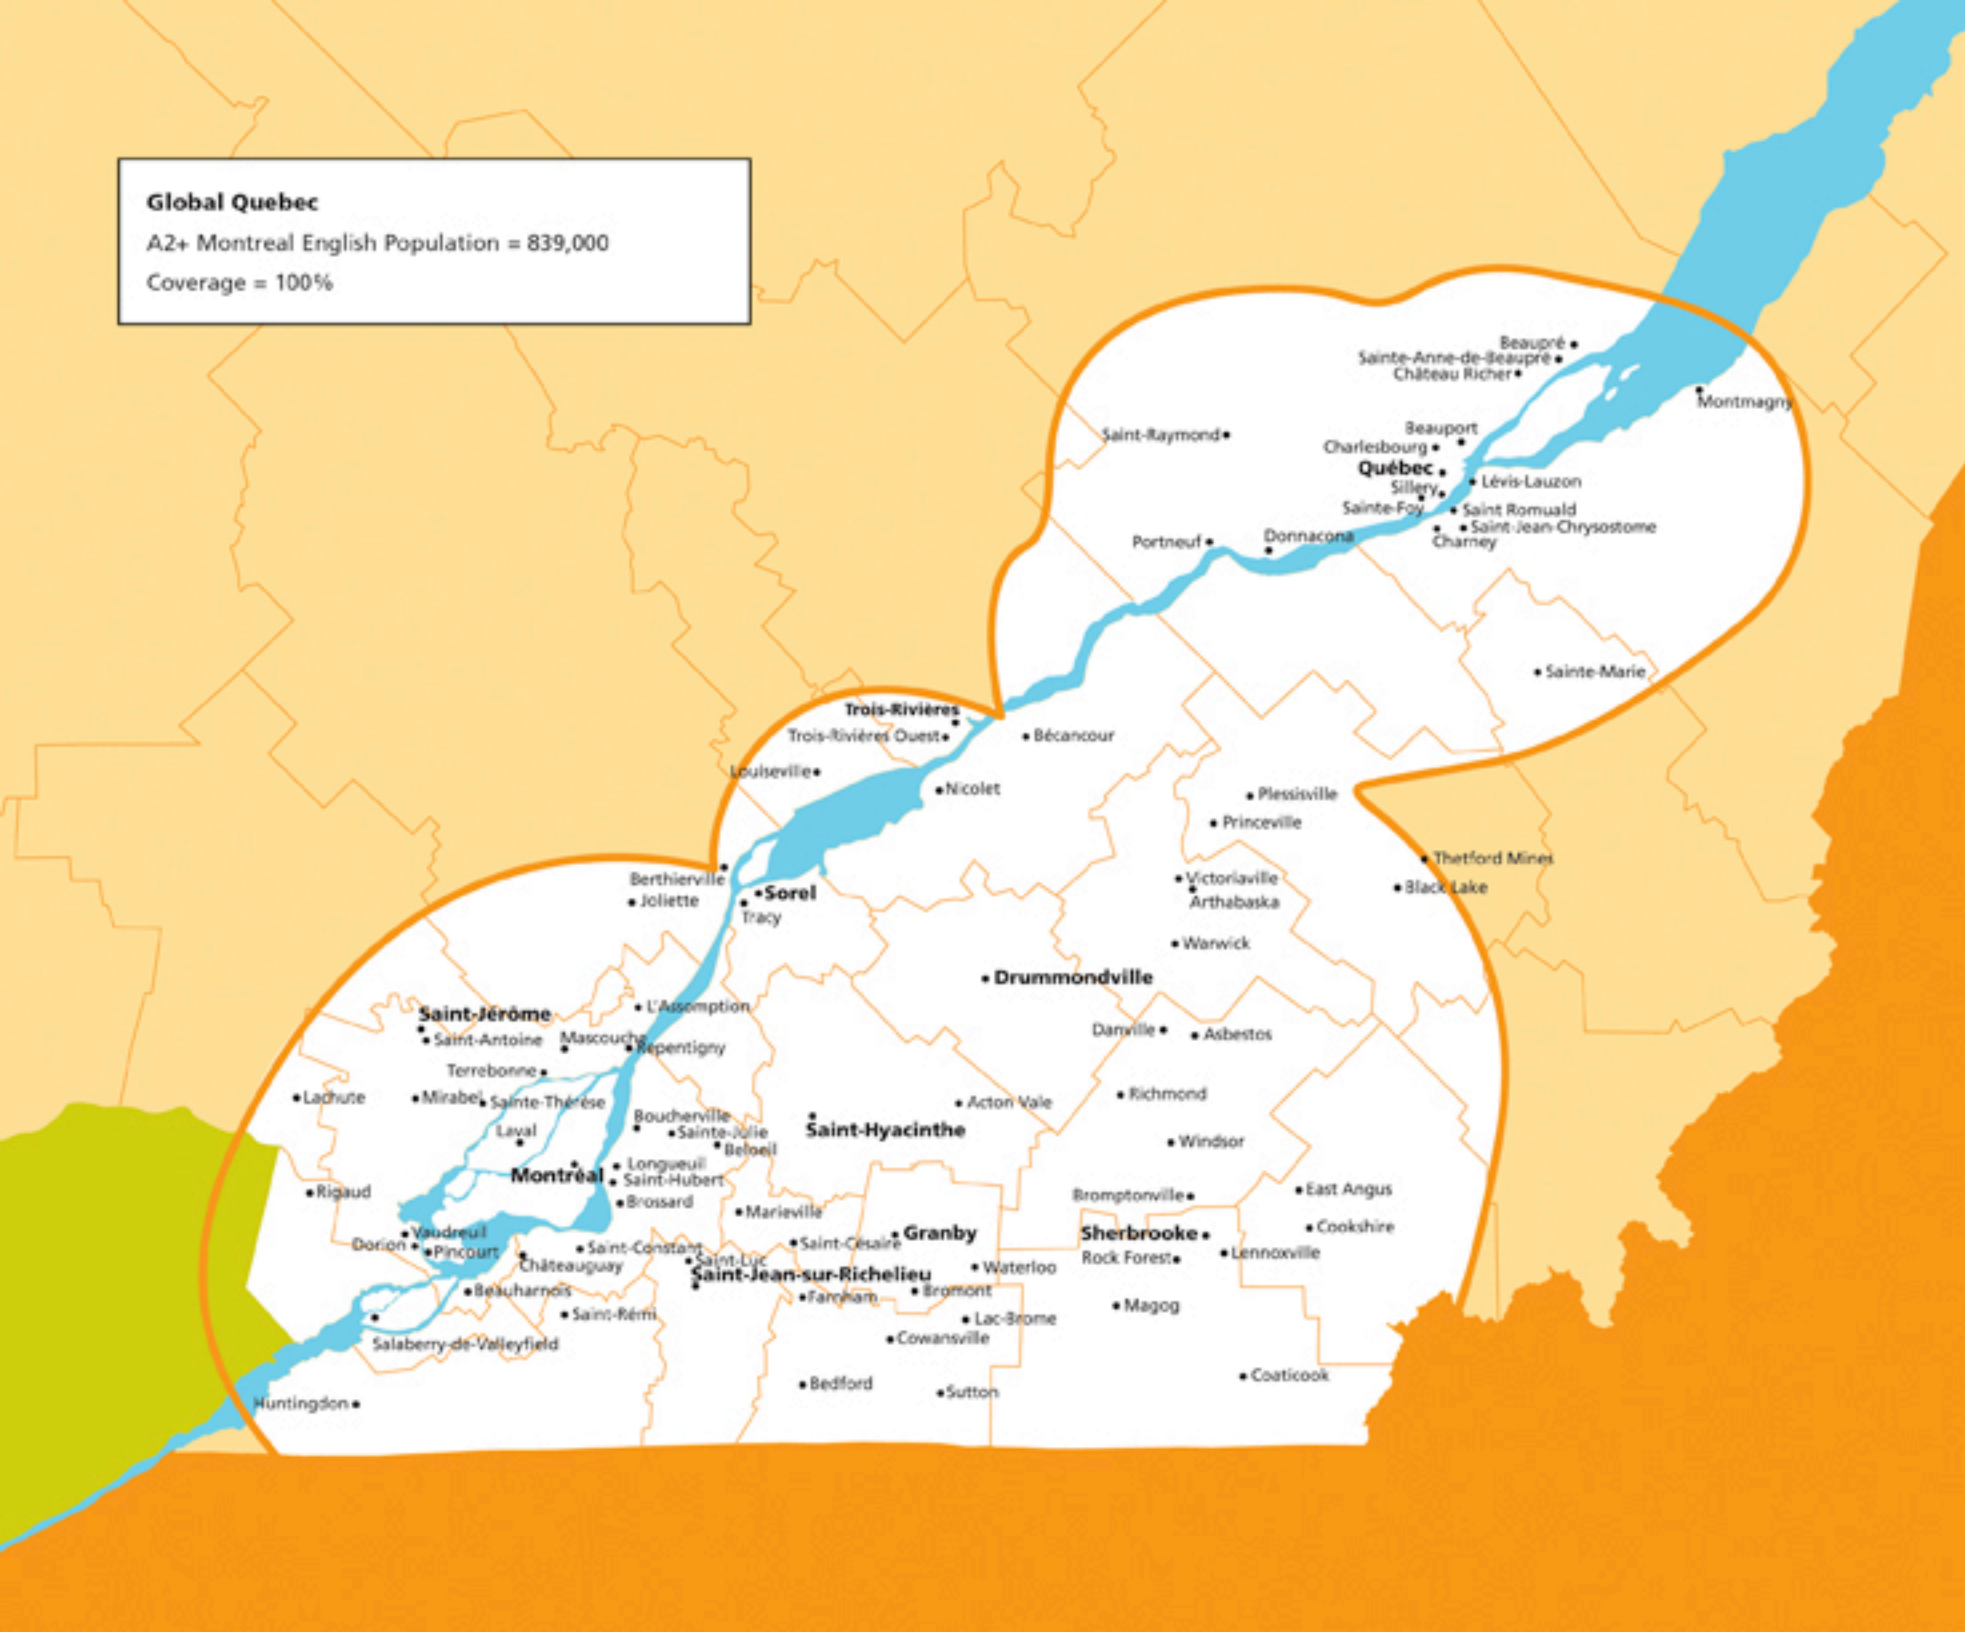 Global Quebec
A2+ Montreal English Population = 839,000
Coverage = 100%
Beaupré
Sainte-Anne-de-Beaupré
Château Richer
Montmagny
Beauport
Saint-Raymond
Charlesbourg
Québec
Lévis-Lauzon
Sillery
Sainte-Foy
Saint Romuald
Saint-Jean-Chrysostome
Donnacona
Portneuf
Charney
Sainte-Marie
Trois-Rivières
Trois-Rivières Ouest
Bécancour
Louiseville
Nicolet
Plessisville
Princeville
Thetford Mines
Berthierville
Victoriaville
Black Lake
Sorel
Joliette
Arthabaska
Tracy
Warwick
Drummondville
L'Assomption
Saint-Jérôme
Danville
Asbestos
Saint-Antoine
Mascouche
Repentigny
Terrebonne
Richmond
Lachute
Mirabel
Sainte-Thérèse
Acton Vale
Boucherville
Laval
Sainte-Julie
Saint-Hyacinthe
Windsor
Beloeil
Longueuil
Montréal
Saint-Hubert
Rigaud
East Angus
Bromptonville
Brossard
Marieville
Cookshire
Vaudreuil
Granby
Sherbrooke
Dorion
Saint-Césaire
Saint-Constant
Pincourt
Lennoxville
Rock Forest
Saint-Luc
Châteauguay
Waterloo
Saint-Jean-sur-Richelieu
Beauharnois
Bromont
Farnham
Magog
Saint-Rémi
Lac-Brome
Cowansville
Salaberry-de-Valleyfield
Coaticook
Bedford
Sutton
Huntingdon